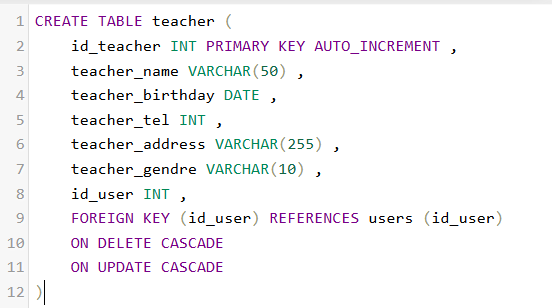 1 CREATE TABLE teacher (
2 id_teacher INT PRIMARY KEY AUTO_INCREMENT ,
3 teacher_name VARCHAR(50) ,
4 teacher_birthday DATE ,
5 teacher_tel INT ,
6 teacher_address VARCHAR(255) ,
7 teacher_gendre VARCHAR(10) ,
8 id_user INT ,
9 FOREIGN KEY (id_user) REFERENCES users (id_user)
10 ON DELETE CASCADE
11 ON UPDATE CASCADE
12 )